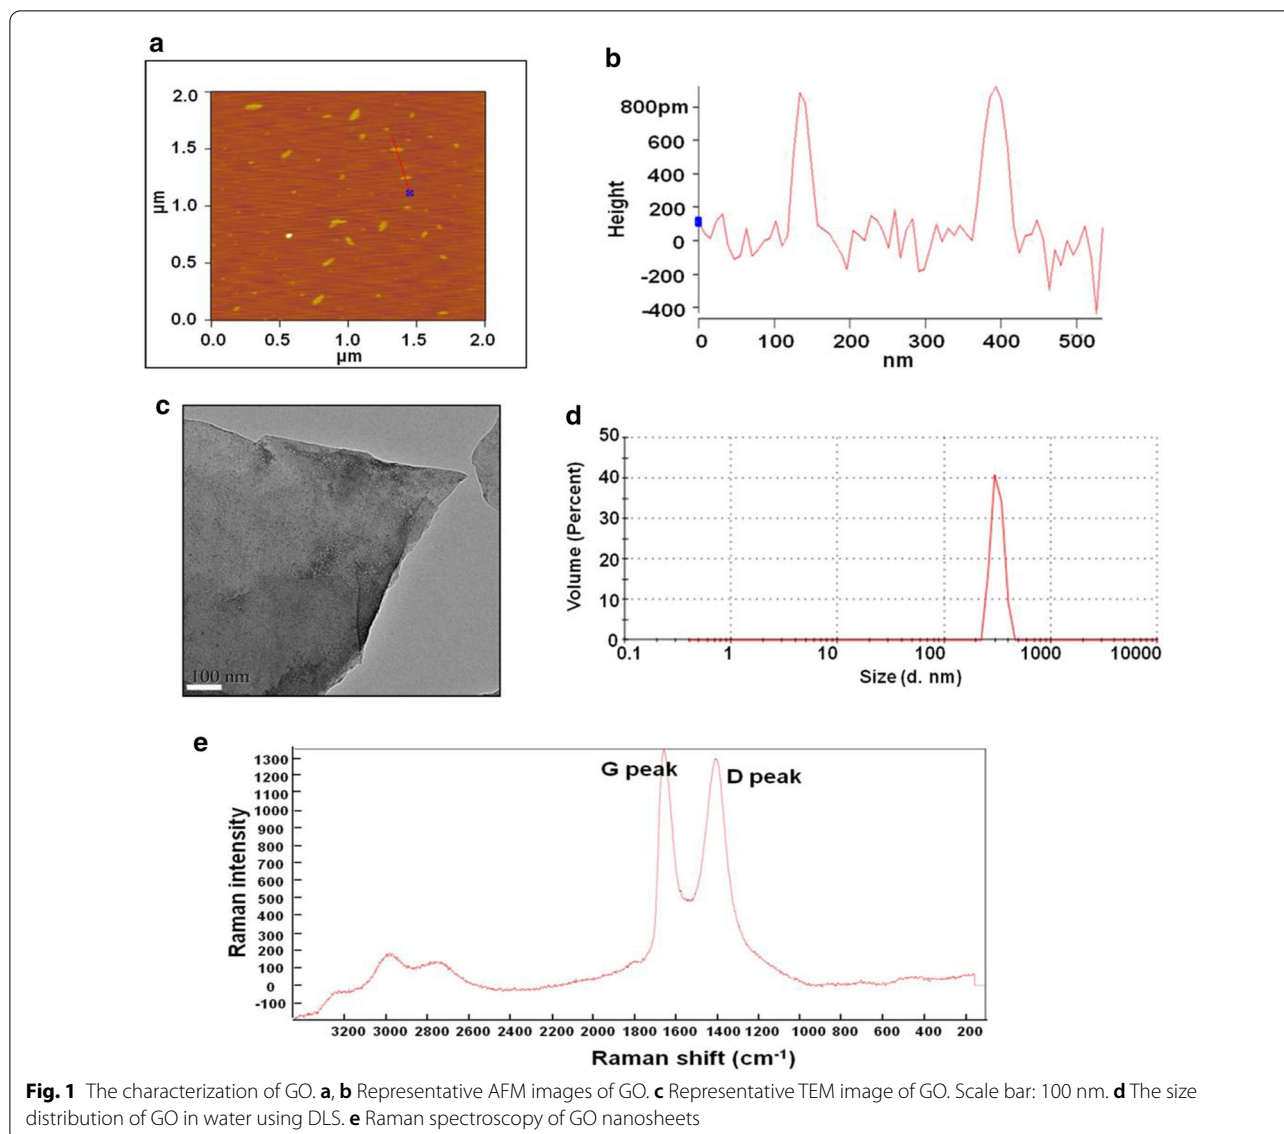 a
2.0
1.5
1.0
0.5
0.0
µm
0.0 0.5 1.0 1.5 2.0
µm
b
800pm
600
400
200
0
-200
-400
Height
0 100 200 300 400 500
nm
c
100 nm
d
50
40
30
20
10
0
Volume (Percent)
0.1 1 10 100 1000 10000
Size (d. nm)
e
1300
1200
1100
1000
900
800
700
600
500
400
300
200
100
0
-100
Raman intensity
G peak
D peak
3200 3000 2800 2600 2400 2200 2000 1800 1600 1400 1200 1000 800 600 400 200
Raman shift (cm⁻¹)
Fig. 1 The characterization of GO. a, b Representative AFM images of GO. c Representative TEM image of GO. Scale bar: 100 nm. d The size
distribution of GO in water using DLS. e Raman spectroscopy of GO nanosheets